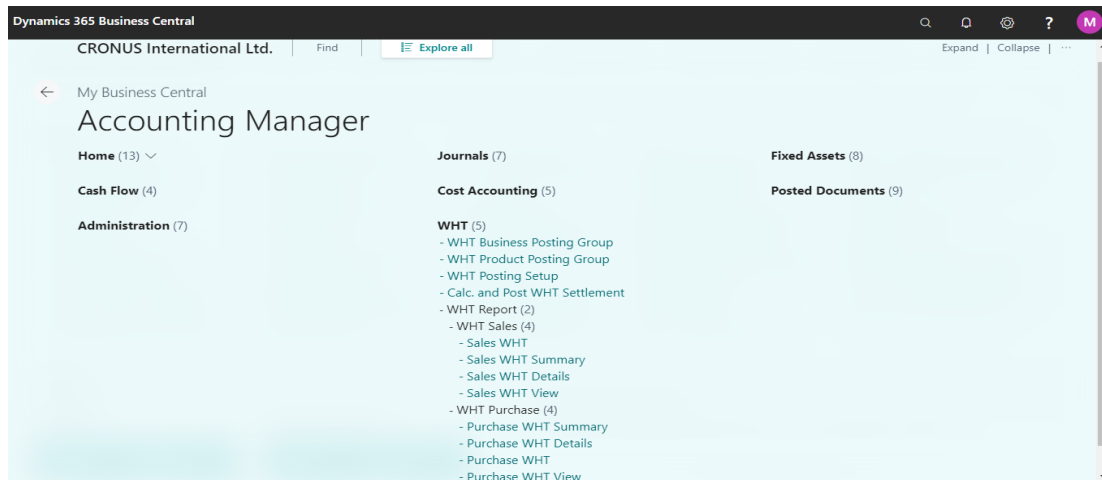 Dynamics 365 Business Central
?
M
CRONUS International Ltd.
Find
Explore all
Expand | Collapse | ···
My Business Central
Accounting Manager
Home (13)
Journals (7)
Fixed Assets (8)
Cash Flow (4)
Cost Accounting (5)
Posted Documents (9)
Administration (7)
WHT (5)
- WHT Business Posting Group
- WHT Product Posting Group
- WHT Posting Setup
- Calc. and Post WHT Settlement
- WHT Report (2)
- WHT Sales (4)
- Sales WHT
- Sales WHT Summary
- Sales WHT Details
- Sales WHT View
- WHT Purchase (4)
- Purchase WHT Summary
- Purchase WHT Details
- Purchase WHT
- Purchase WHT View